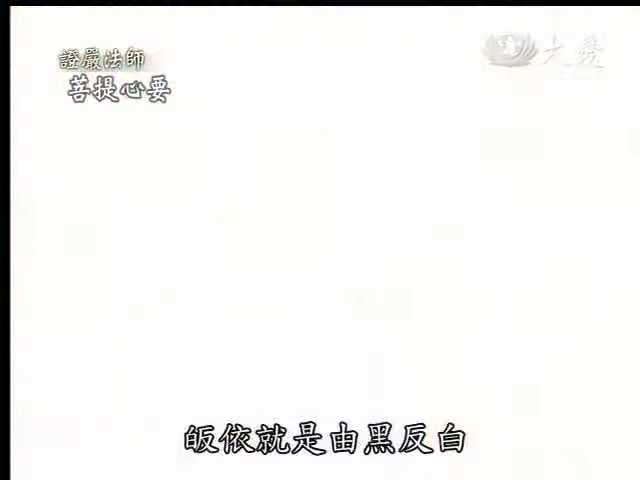 證嚴法師
菩提心要
大愛
皈依就是由黑反白